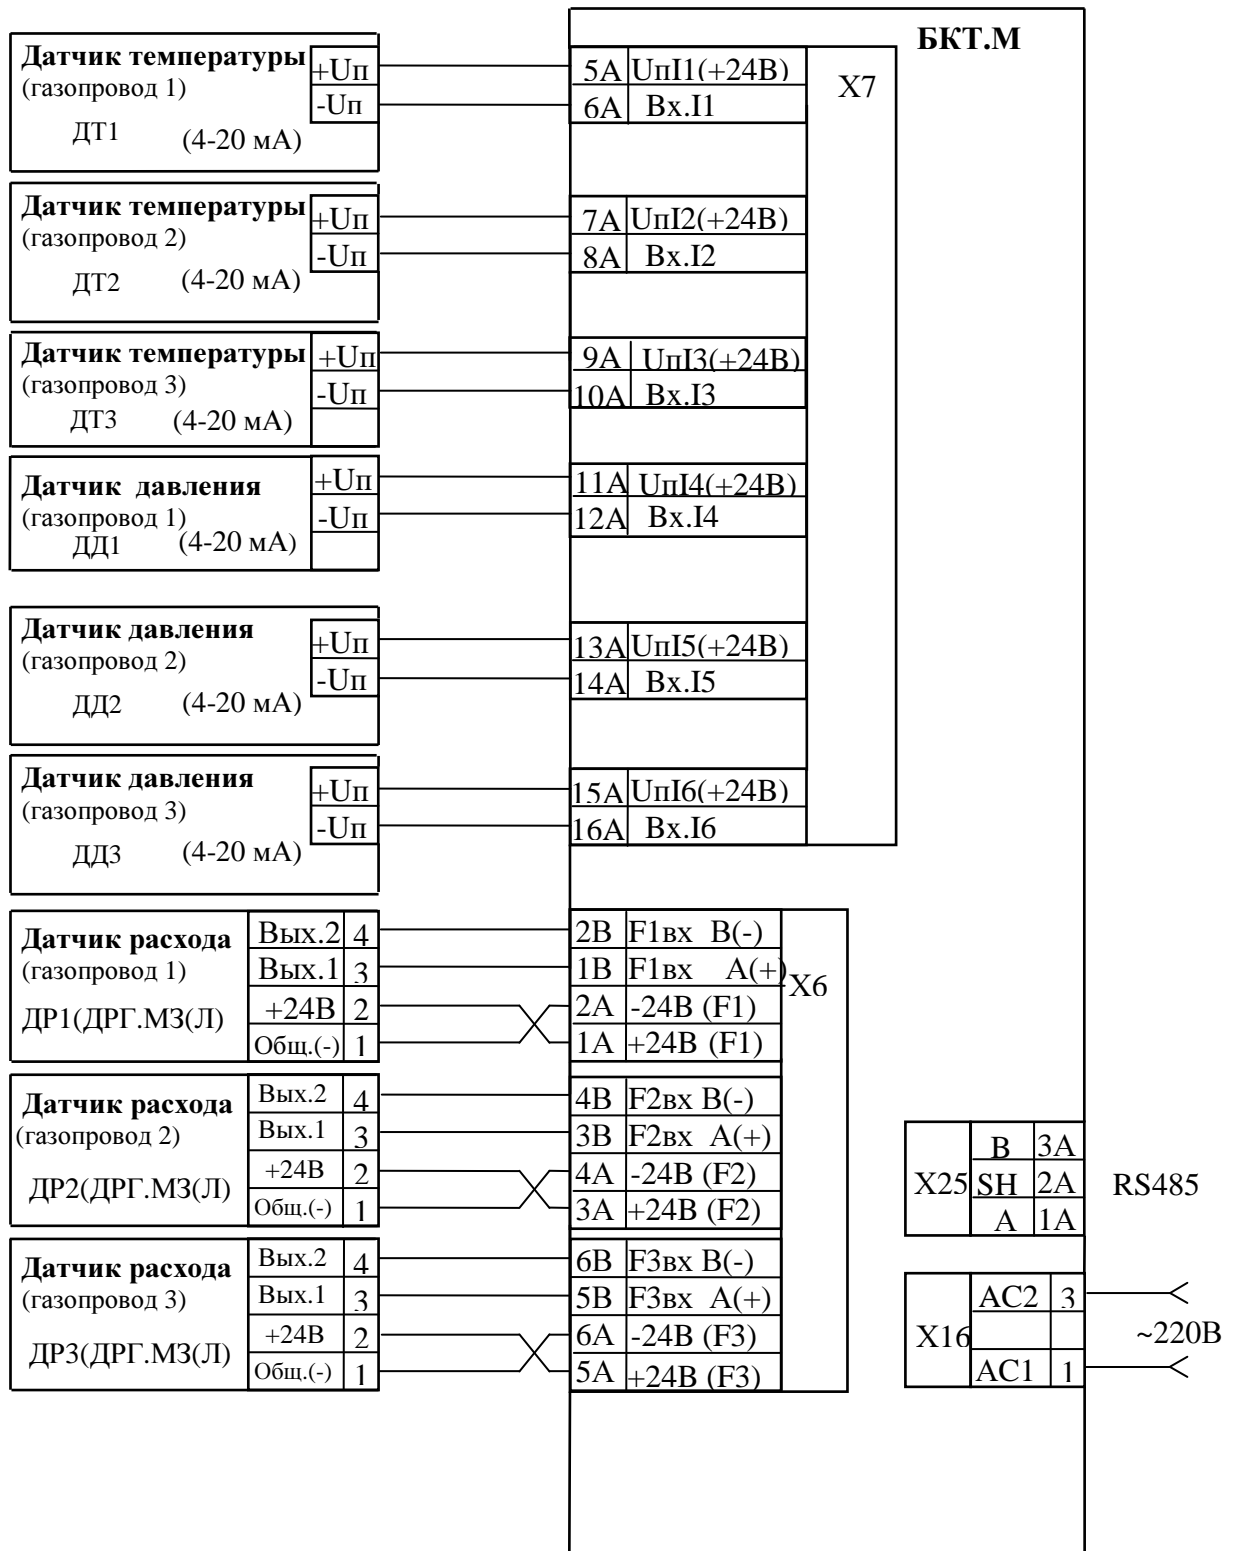 БКТ.М
Датчик температуры
(газопровод 1)
ДТ1 (4-20 мА)
+Uп
-Uп
5А UпI1(+24В)
6А Вх.I1
Х7
Датчик температуры
(газопровод 2)
ДТ2 (4-20 мА)
+Uп
-Uп
7А UпI2(+24В)
8А Вх.I2
Датчик температуры
(газопровод 3)
ДТ3 (4-20 мА)
+Uп
-Uп
9А UпI3(+24В)
10А Вх.I3
Датчик давления
(газопровод 1)
ДД1 (4-20 мА)
+Uп
-Uп
11А UпI4(+24В)
12А Вх.I4
Датчик давления
(газопровод 2)
ДД2 (4-20 мА)
+Uп
-Uп
13А UпI5(+24В)
14А Вх.I5
Датчик давления
(газопровод 3)
ДД3 (4-20 мА)
+Uп
-Uп
15А UпI6(+24В)
16А Вх.I6
Датчик расхода
(газопровод 1)
ДР1(ДРГ.МЗ(Л)
Вых.2 4
Вых.1 3
+24В 2
Общ.(-) 1
2В F1вх В(-)
1В F1вх А(+)
2А -24В (F1)
1А +24В (F1)
Х6
Датчик расхода
(газопровод 2)
ДР2(ДРГ.МЗ(Л)
Вых.2 4
Вых.1 3
+24В 2
Общ.(-) 1
4В F2вх В(-)
3В F2вх А(+)
4А -24В (F2)
3А +24В (F2)
Х25
В 3А
SH 2А
А 1А
RS485
Датчик расхода
(газопровод 3)
ДР3(ДРГ.МЗ(Л)
Вых.2 4
Вых.1 3
+24В 2
Общ.(-) 1
6В F3вх В(-)
5В F3вх А(+)
6А -24В (F3)
5А +24В (F3)
Х16
АС2 3
АС1 1
~220В